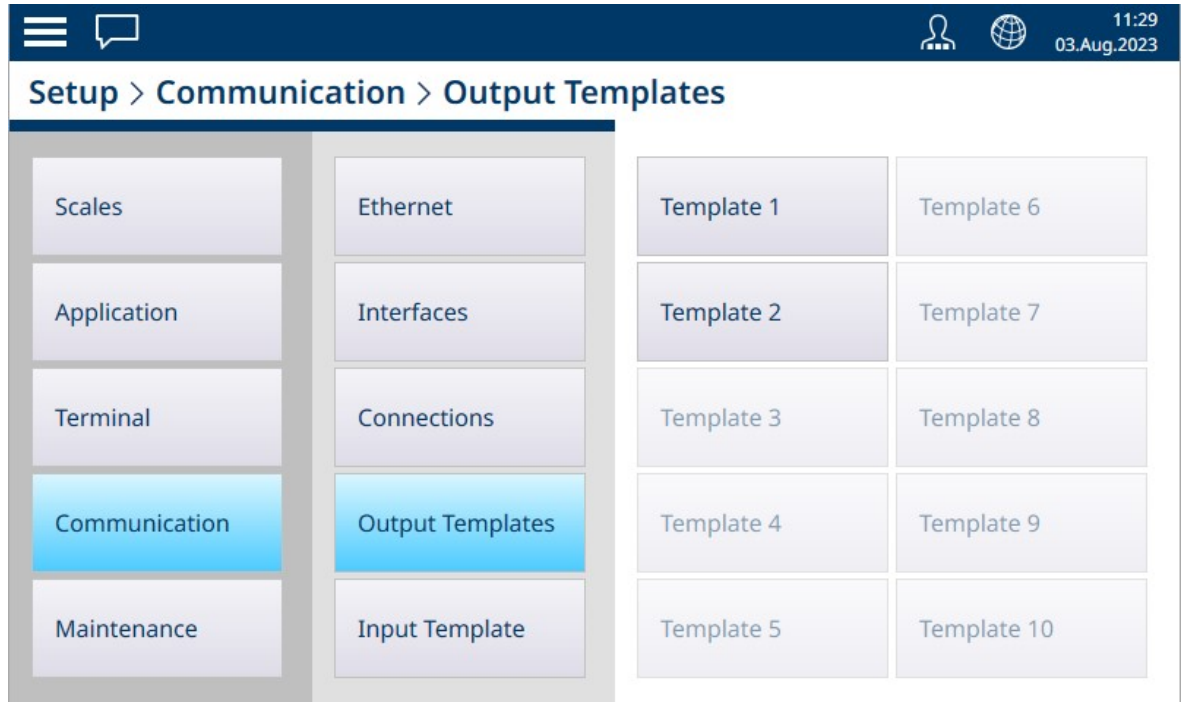 11:29
03.Aug.2023
Setup > Communication > Output Templates
Scales
Ethernet
Template 1
Template 6
Application
Interfaces
Template 2
Template 7
Terminal
Connections
Template 3
Template 8
Communication
Output Templates
Template 4
Template 9
Maintenance
Input Template
Template 5
Template 10